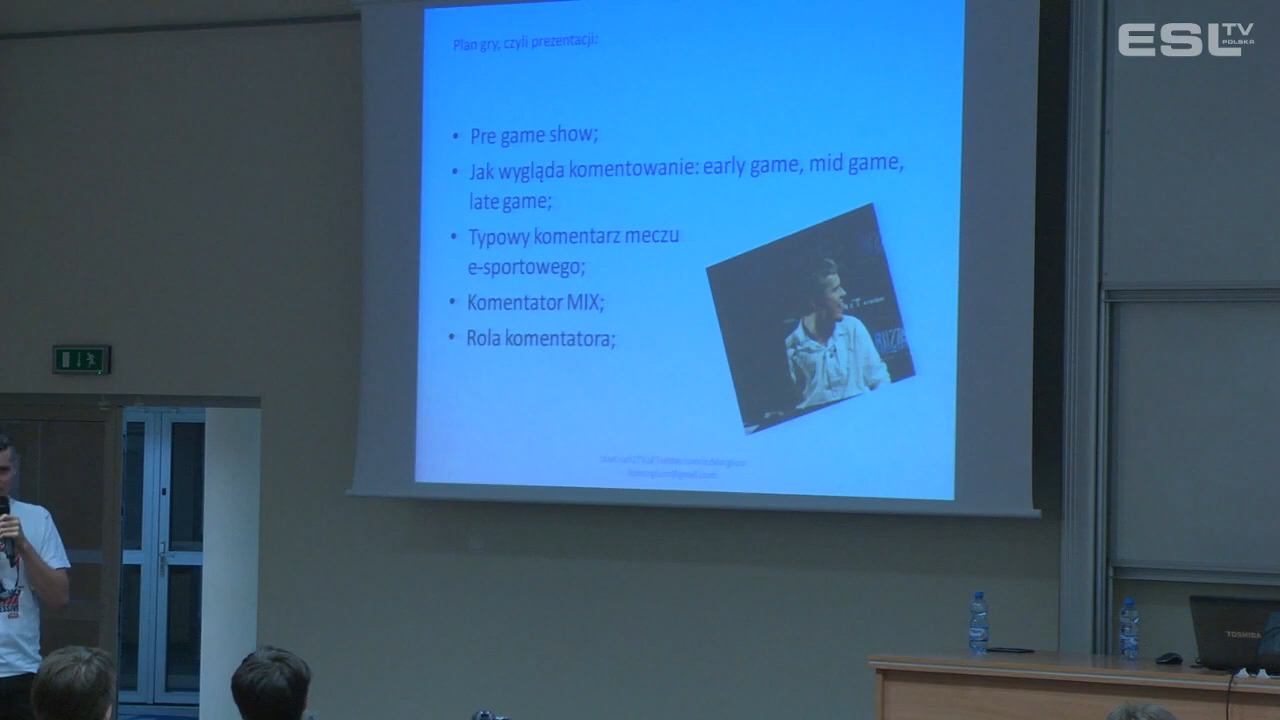 ESL TV
POLSKA
Plan gry, czyli prezentacji:
• Pre game show;
• Jak wygląda komentowanie: early game, mid game,
late game;
• Typowy komentarz meczu
e-sportowego;
• Komentator MIX;
• Rola komentatora;
TOSHIBA